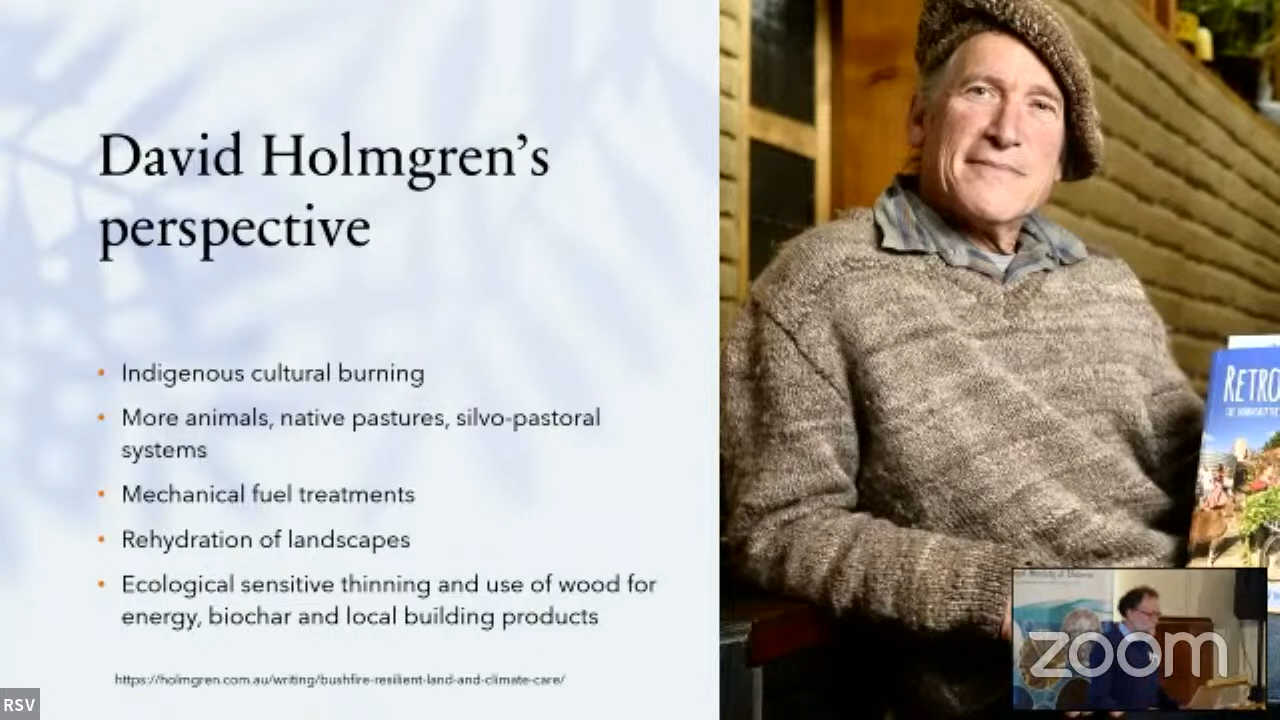 David Holmgren's
perspective
• Indigenous cultural burning
• More animals, native pastures, silvo-pastoral
systems
• Mechanical fuel treatments
• Rehydration of landscapes
• Ecological sensitive thinning and use of wood for
energy, biochar and local building products
https://holmgren.com.au/writing/bushfire-resilient-land-and-climate-care/
RETRO
zoom
RSV